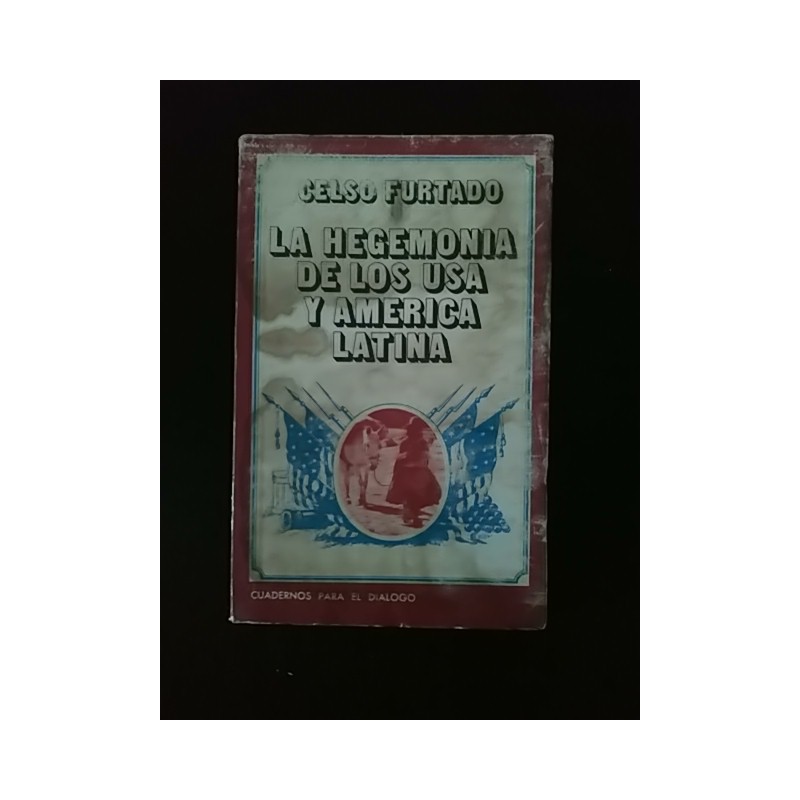 CELSO FURTADO
LA HEGEMONIA
DE LOS USA
Y AMERICA
LATINA
CUADERNOS PARA EL DIALOGO